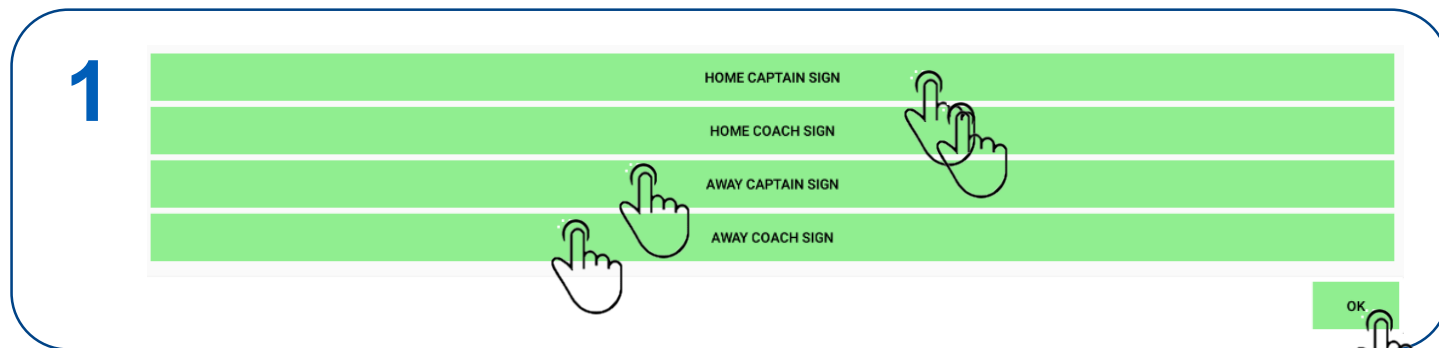 1
HOME CAPTAIN SIGN
HOME COACH SIGN
AWAY CAPTAIN SIGN
AWAY COACH SIGN
OK